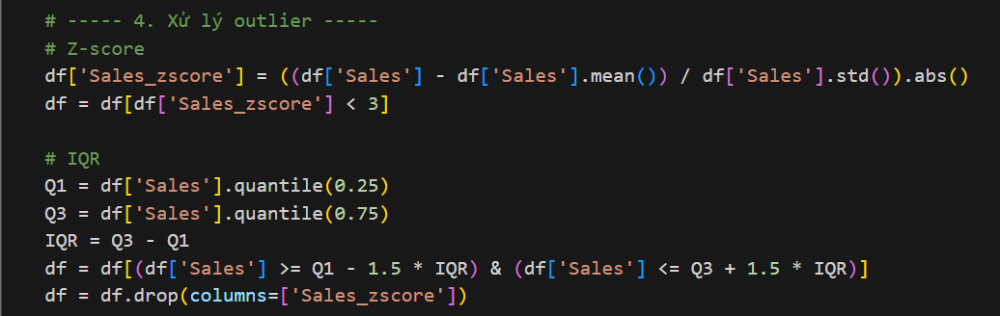 # ----- 4. Xử lý outlier -----
# Z-score
df['Sales_zscore'] = ((df['Sales'] - df['Sales'].mean()) / df['Sales'].std()).abs()
df = df[df['Sales_zscore'] < 3]
# IQR
Q1 = df['Sales'].quantile(0.25)
Q3 = df['Sales'].quantile(0.75)
IQR = Q3 - Q1
df = df[(df['Sales'] >= Q1 - 1.5 * IQR) & (df['Sales'] <= Q3 + 1.5 * IQR)]
df = df.drop(columns=['Sales_zscore'])